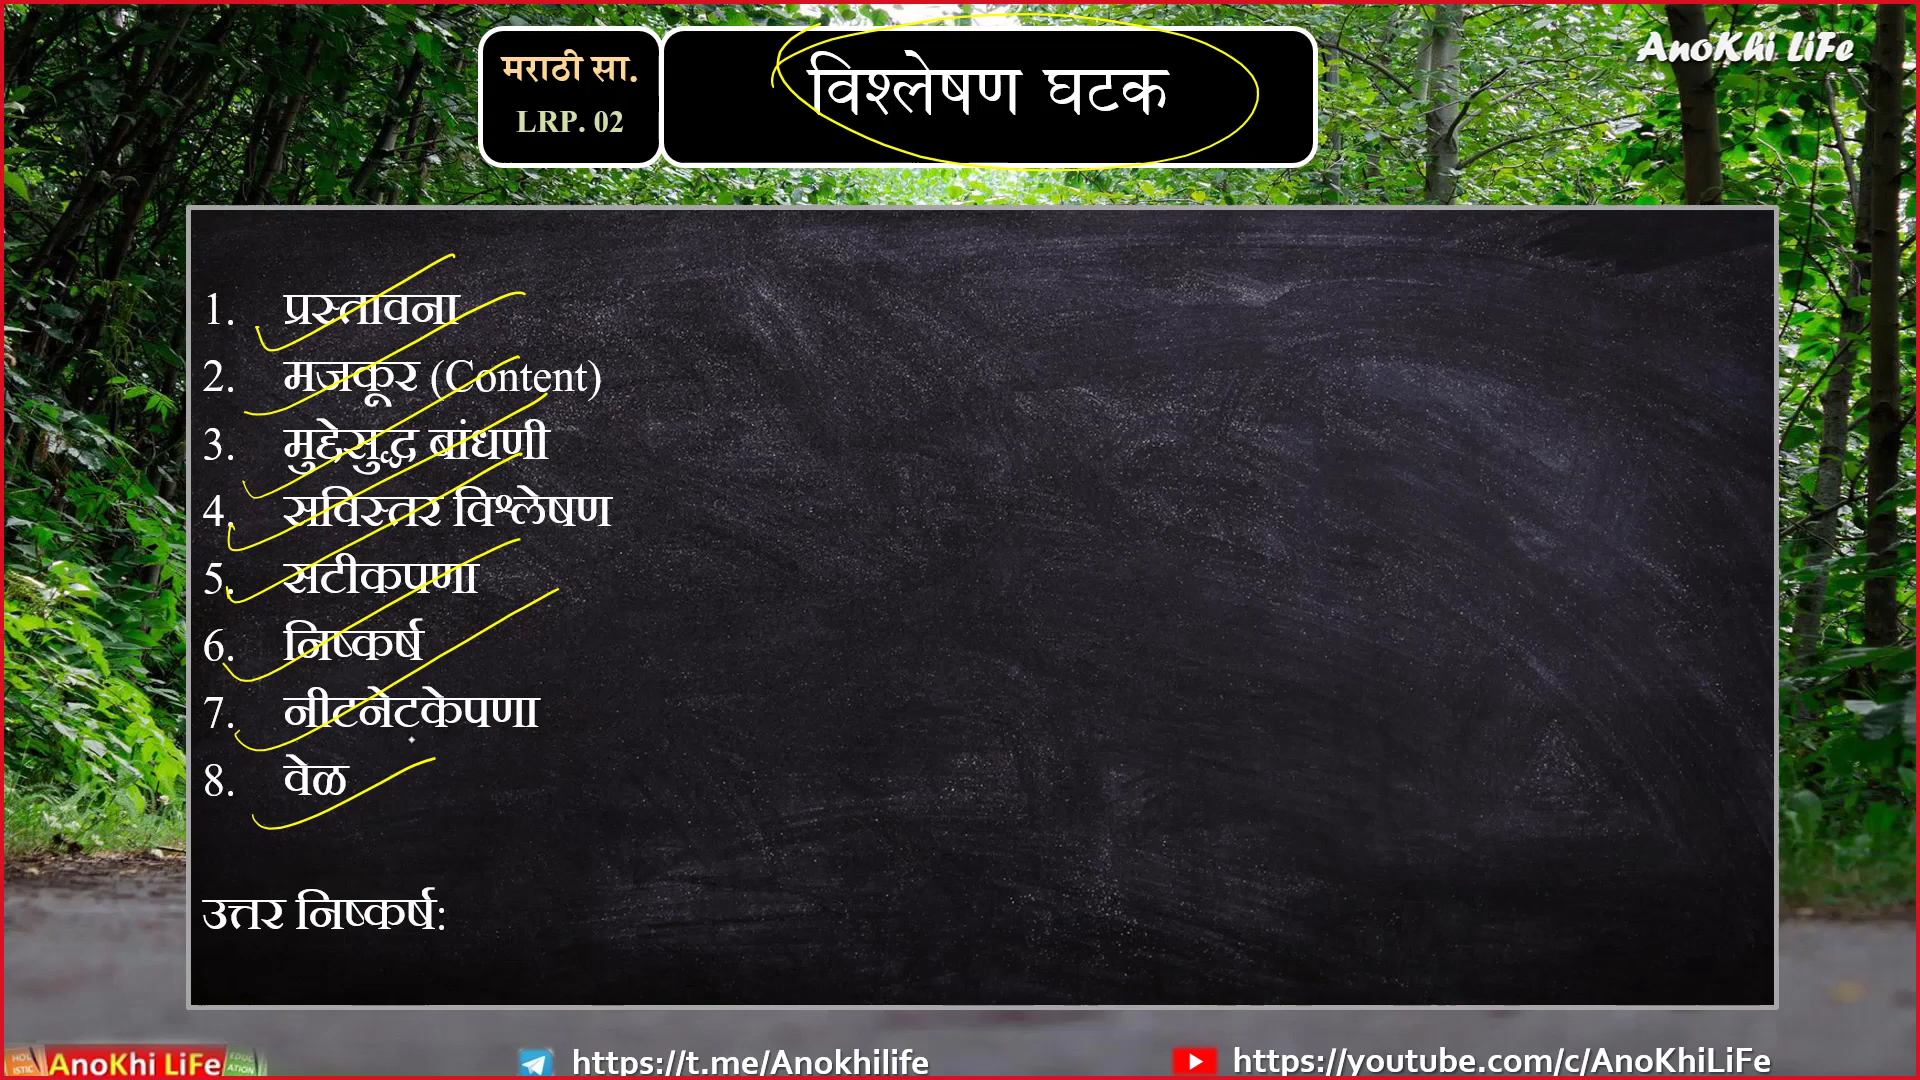 मराठी सा.
LRP. 02
विश्लेषण घटक
AnoKhi LiFe
1. प्रस्तावना
2. मजकूर (Content)
3. मुद्देसुद्ध बांधणी
4. सविस्तर विश्लेषण
5. सटीकपणा
6. निष्कर्ष
7. नीटनेटकेपणा
8. वेळ
उत्तर निष्कर्ष:
HOLISTIC
AnoKhi LiFe
EDUCATION
https://t.me/Anokhilife
https://youtube.com/c/AnoKhiLiFe